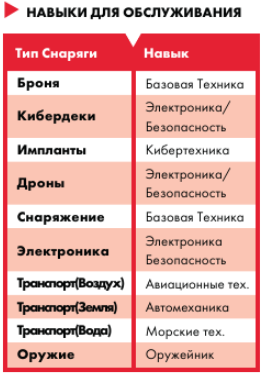 НАВЫКИ ДЛЯ ОБСЛУЖИВАНИЯ
Тип Снаряги Навык
Броня Базовая Техника
Кибердеки Электроника/
Безопасность
Импланты Кибертехника
Дроны Электроника/
Безопасность
Снаряжение Базовая Техника
Электроника Электроника
Безопасность
Транспорт(Воздух) Авиационные тех.
Транспорт(Земля) Автомеханика
Транспорт(Вода) Морские тех.
Оружие Оружейник